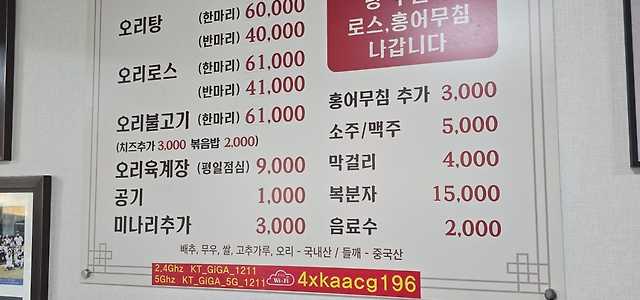 오리탕 (한마리) 60,000
(반마리) 40,000
오리로스 (한마리) 61,000
(반마리) 41,000
오리불고기 (한마리) 61,000
(치즈추가 3,000 볶음밥 2,000)
오리육계장 (평일점심) 9,000
공기 1,000
미나리추가 3,000
로스,홍어무침
나갑니다
홍어무침 추가 3,000
소주/맥주 5,000
막걸리 4,000
복분자 15,000
음료수 2,000
배추, 무우, 쌀, 고추가루, 오리 - 국내산 / 들깨 - 중국산
2.4Ghz KT_GIGA_1211
5Ghz KT_GIGA_5G_1211 Wi-Fi 4xkaacg196